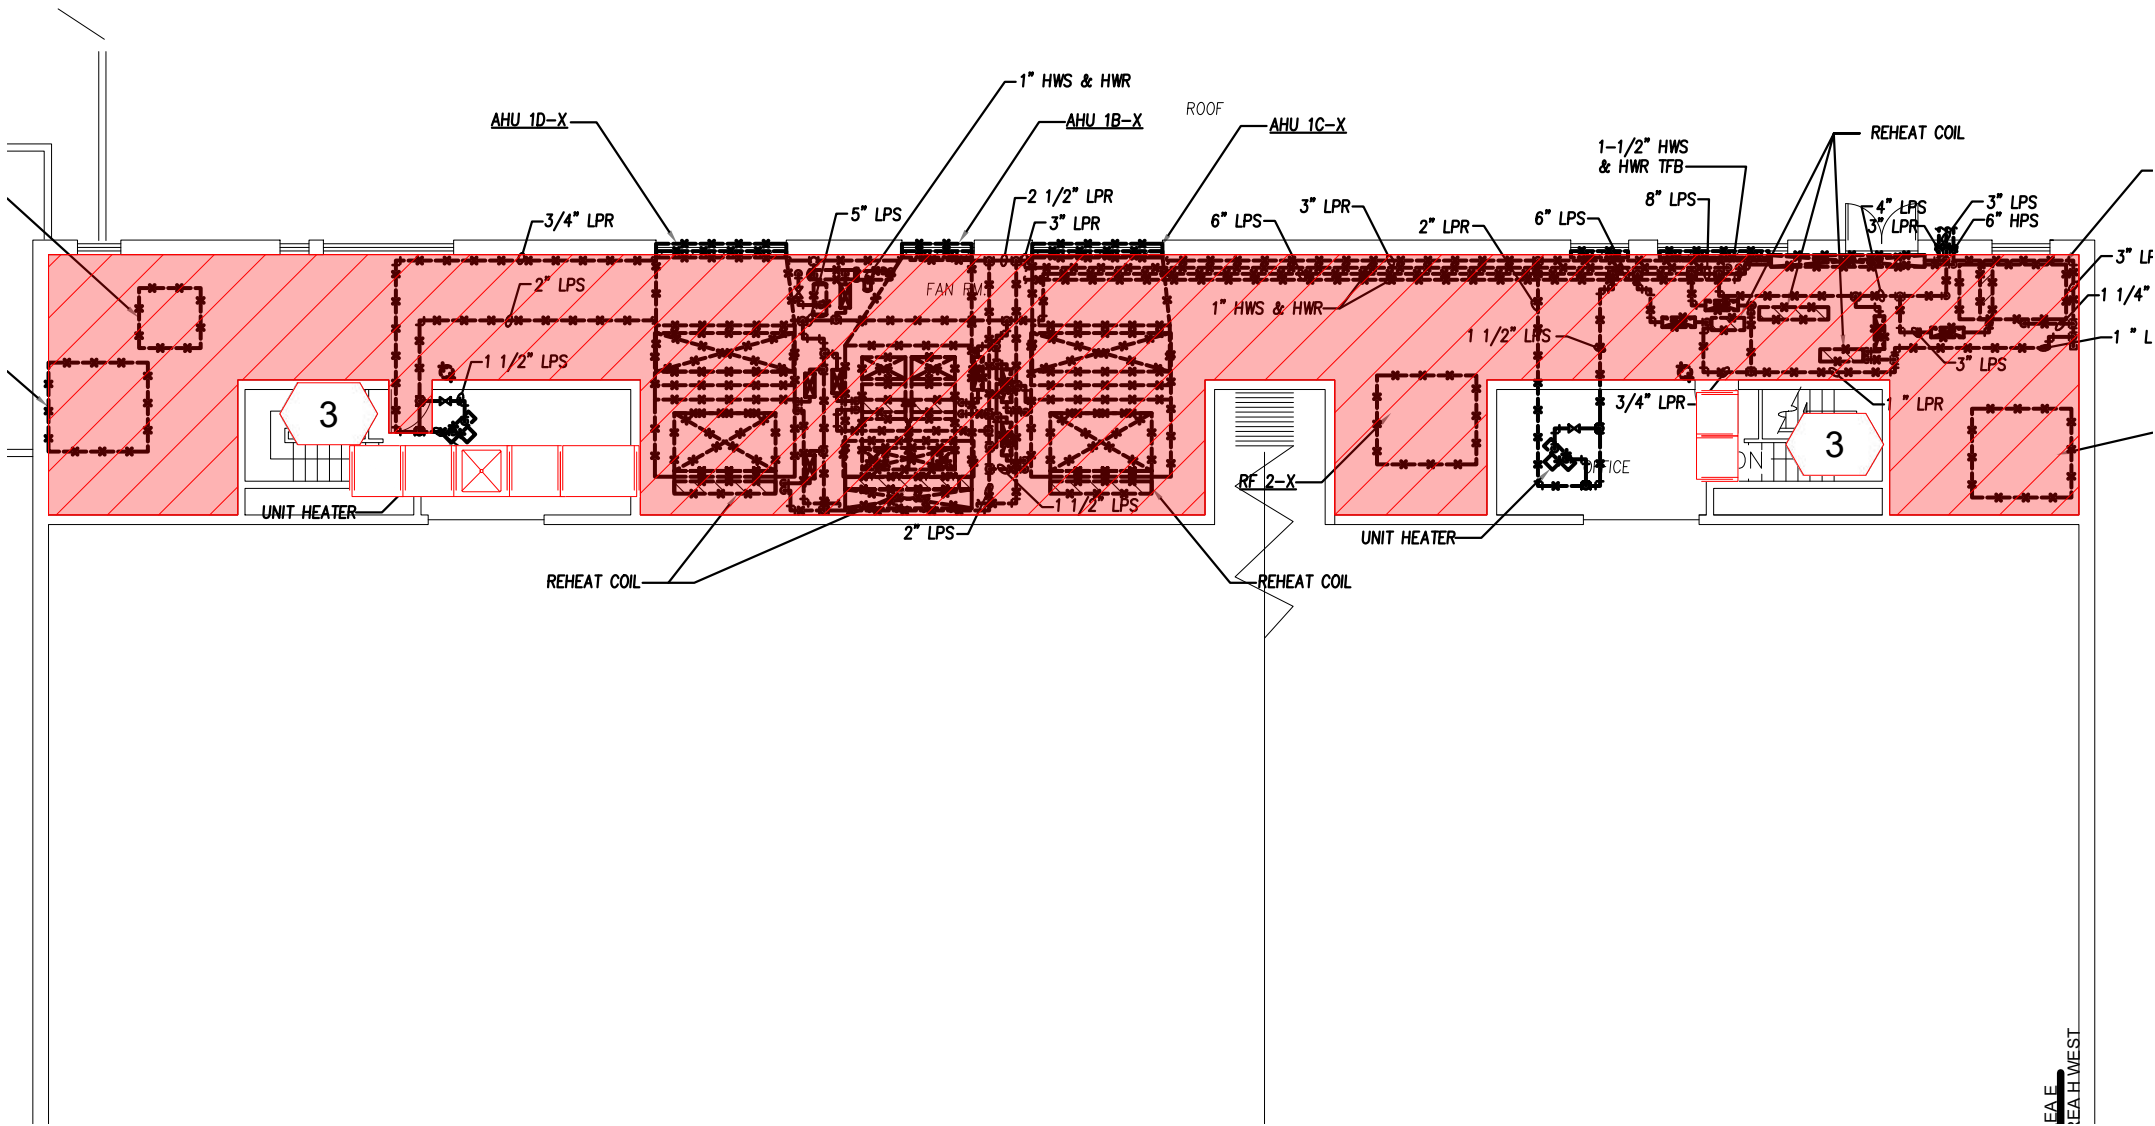 1" HWS & HWR
ROOF
AHU 1D-X
AHU 1B-X
AHU 1C-X
1-1/2" HWS
& HWR TFB
REHEAT COIL
3/4" LPR
5" LPS
2 1/2" LPR
3" LPR
6" LPS
3" LPR
2" LPR
6" LPS
8" LPS
4" LPS
3" LPR
3" LPS
6" HPS
2" LPS
FAN RM.
1" HWS & HWR
1 1/4"
1 1/2" LPS
1 1/2" LPS
3" LPS
3
3/4" LPR
1 " LPR
3
OFFICE
RF 2-X
UNIT HEATER
1 1/2" LPS
2" LPS
UNIT HEATER
REHEAT COIL
REHEAT COIL